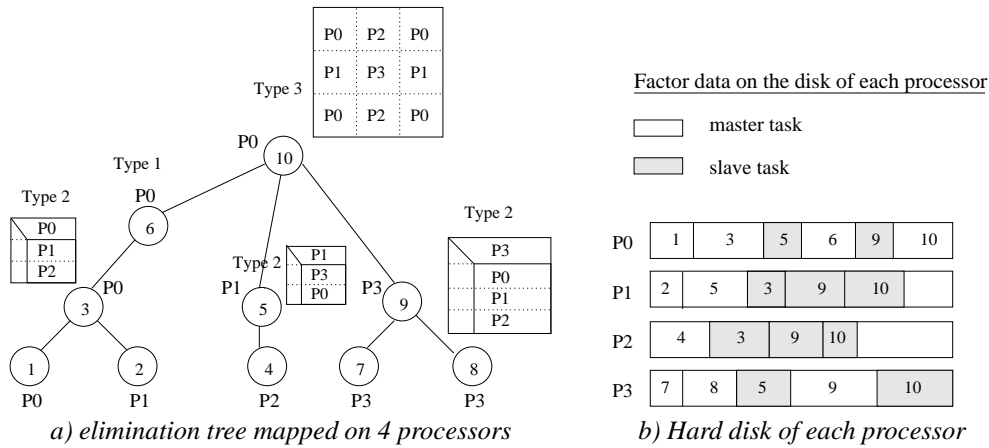 P0 P2 P0
P1 P3 P1
P0 P2 P0
Type 3
P0
10
Type 1
P0
6
Type 2
P0
P1
P2
P0
3
Type 2
P1
P3
P0
P1
5
Type 2
P3
P0
P1
P2
P3
9
1
2
4
7
8
P0
P1
P2
P3
P3
a) elimination tree mapped on 4 processors
Factor data on the disk of each processor
master task
slave task
P0 1 3 5 6 9 10
P1 2 5 3 9 10
P2 4 3 9 10
P3 7 8 5 9 10
b) Hard disk of each processor